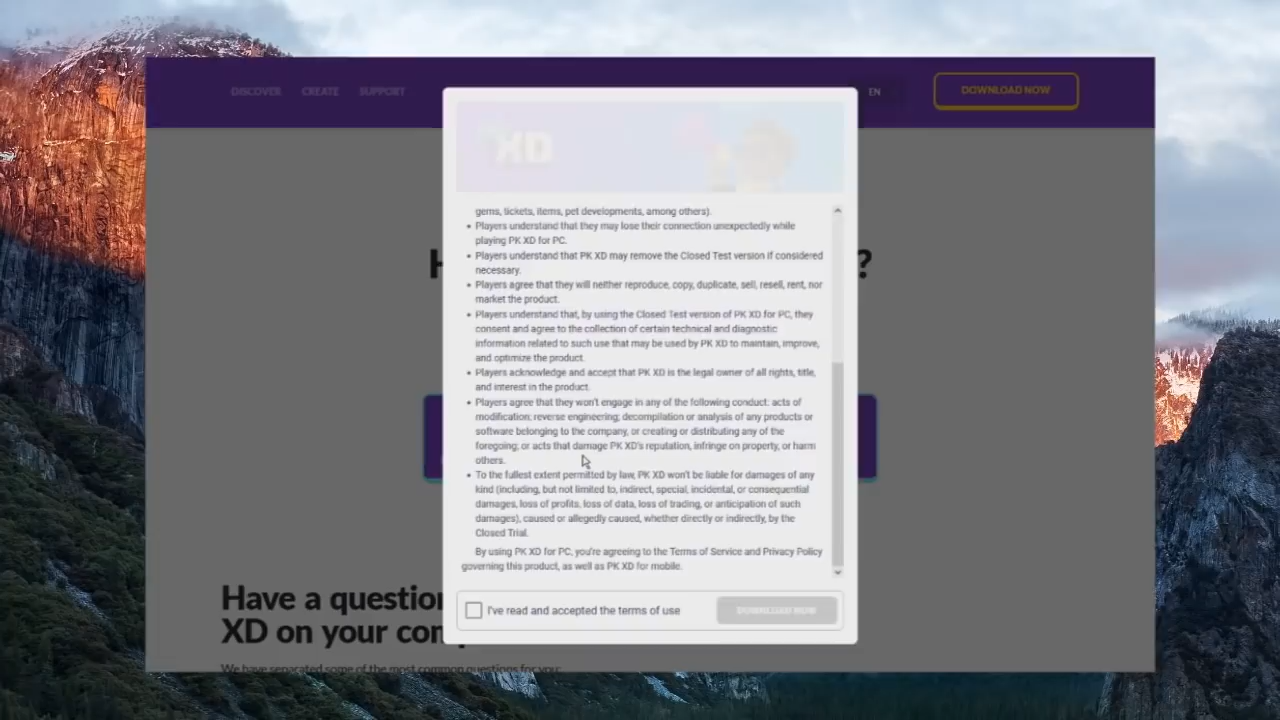 DISCOVER CREATE SUPPORT EN DOWNLOAD NOW
XD
gems, tickets, items, pet developments, among others).
• Players understand that they may lose their connection unexpectedly while
playing PK XD for PC.
• Players understand that PK XD may remove the Closed Test version if considered
necessary.
• Players agree that they will neither reproduce, copy, duplicate, sell, resell, rent, nor
market the product.
• Players understand that, by using the Closed Test version of PK XD for PC, they
consent and agree to the collection of certain technical and diagnostic
information related to such use that may be used by PK XD to maintain, improve,
and optimize the product.
• Players acknowledge and accept that PK XD is the legal owner of all rights, title,
and interest in the product.
• Players agree that they won't engage in any of the following conduct: acts of
modification; reverse engineering; decompilation or analysis of any products or
software belonging to the company, or creating or distributing any of the
foregoing; or acts that damage PK XD's reputation, infringe on property, or harm
others.
• To the fullest extent permitted by law, PK XD won't be liable for damages of any
kind (including, but not limited to, indirect, special, incidental, or consequential
damages, loss of profits, loss of data, loss of trading, or anticipation of such
damages), caused or allegedly caused, whether directly or indirectly, by the
Closed Trial.
By using PK XD for PC, you're agreeing to the Terms of Service and Privacy Policy
governing this product, as well as PK XD for mobile.
I've read and accepted the terms of use DOWNLOAD NOW
H ?
Have a question
XD on your com
We have separated some of the most common questions for you: